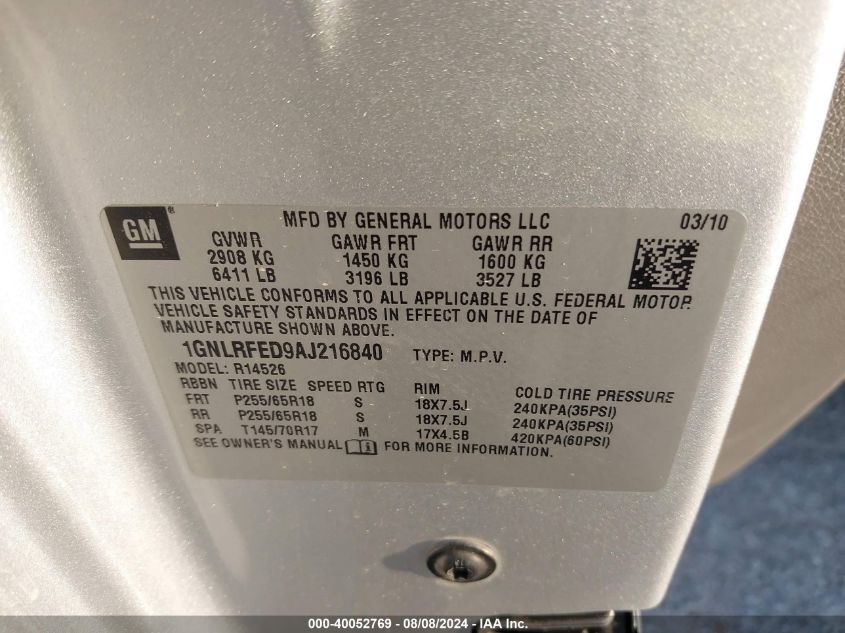 GM®
MFD BY GENERAL MOTORS LLC 03/10
GVWR GAWR FRT GAWR RR
2908 KG 1450 KG 1600 KG
6411 LB 3196 LB 3527 LB
THIS VEHICLE CONFORMS TO ALL APPLICABLE U.S. FEDERAL MOTOR
VEHICLE SAFETY STANDARDS IN EFFECT ON THE DATE OF
MANUFACTURE SHOWN ABOVE.
1GNLRFED9AJ216840 TYPE: M.P.V.
MODEL: R14526
RBBN TIRE SIZE SPEED RTG RIM COLD TIRE PRESSURE
FRT P255/65R18 S 18X7.5J 240KPA(35PSI)
RR P255/65R18 S 18X7.5J 240KPA(35PSI)
SPA T145/70R17 M 17X4.5B 420KPA(60PSI)
SEE OWNER'S MANUAL FOR MORE INFORMATION.
000-40052769 - 08/08/2024 - IAA Inc.